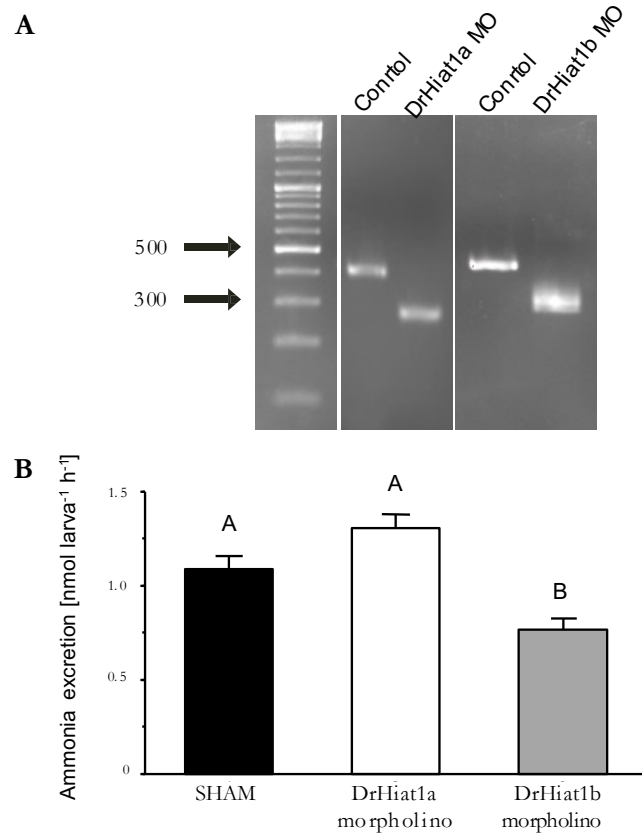 A
Conrtol
DrHiat1a MO
Conrtol
DrHiat1b MO
500
300
B
Ammonia excretion [nmol larva⁻¹ h⁻¹]
1.5
1.0
0.5
0
A
A
B
SHAM
DrHiat1a
morpholino
DrHiat1b
morpholino